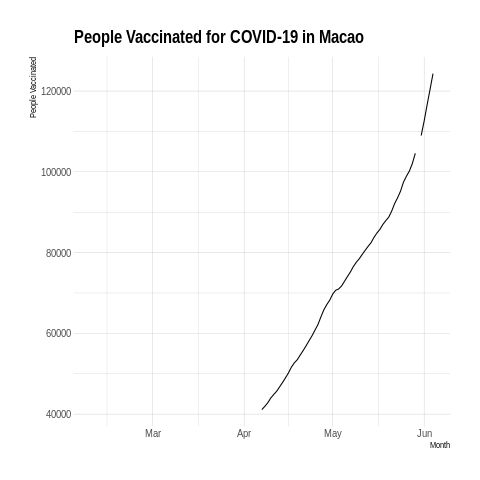 People Vaccinated for COVID-19 in Macao
People Vaccinated
120000
100000
80000
60000
40000
Mar Apr May Jun
Month